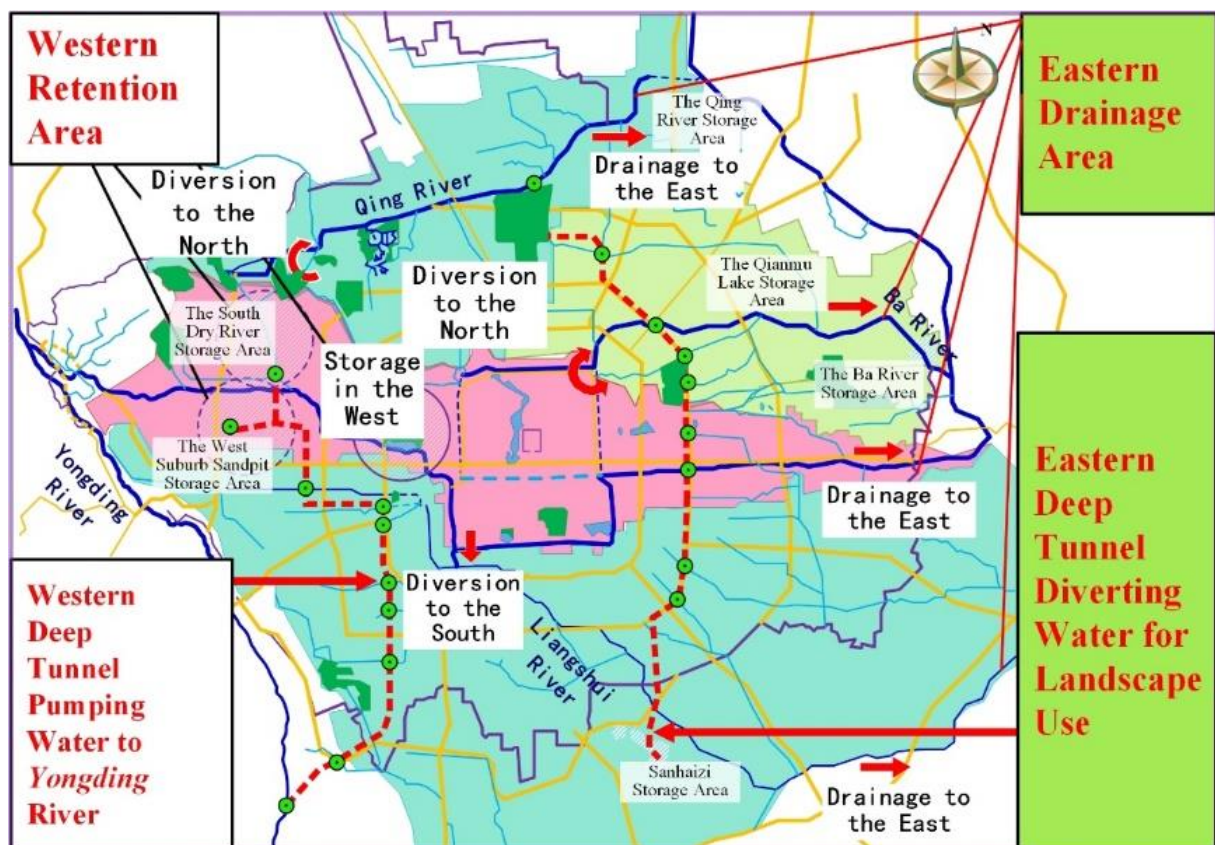 Western
Retention
Area
N
Eastern
Drainage
Area
The Qing
River Storage
Area
Diversion
to the
North
Qing River
Drainage to
the East
Diversion
to the
North
The Qianmu
Lake Storage
Area
Ba River
The South
Dry River
Storage Area
Storage
in the
West
The Ba River
Storage Area
The West
Suburb Sandpit
Storage Area
Yongding
River
Drainage to
the East
Eastern
Deep
Tunnel
Diverting
Water for
Landscape
Use
Western
Deep
Tunnel
Pumping
Water to
Yongding
River
Diversion
to the
South
Liangshui
River
Sanhaizi
Storage Area
Drainage to
the East